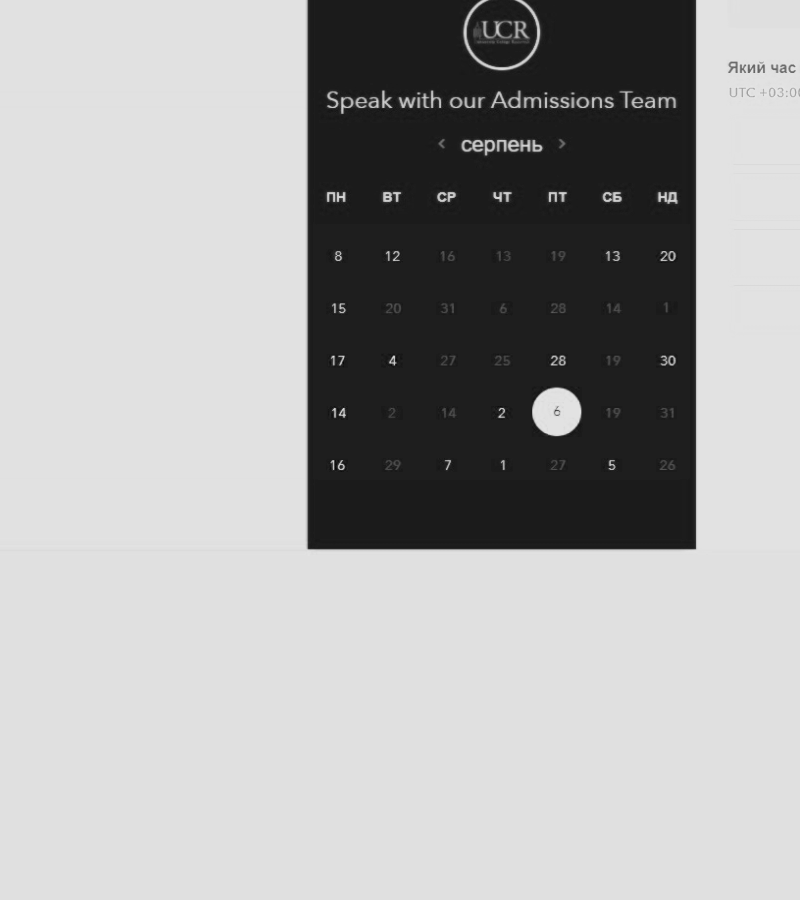 UCR
Speak with our Admissions Team
< серпень >
ПН ВТ СР ЧТ ПТ СБ НД
8 12 16 13 19 13 20
15 20 31 6 28 14 1
17 4 27 25 28 19 30
14 2 14 2 6 19 31
16 29 7 1 27 5 26
Який час
UTC +03:00